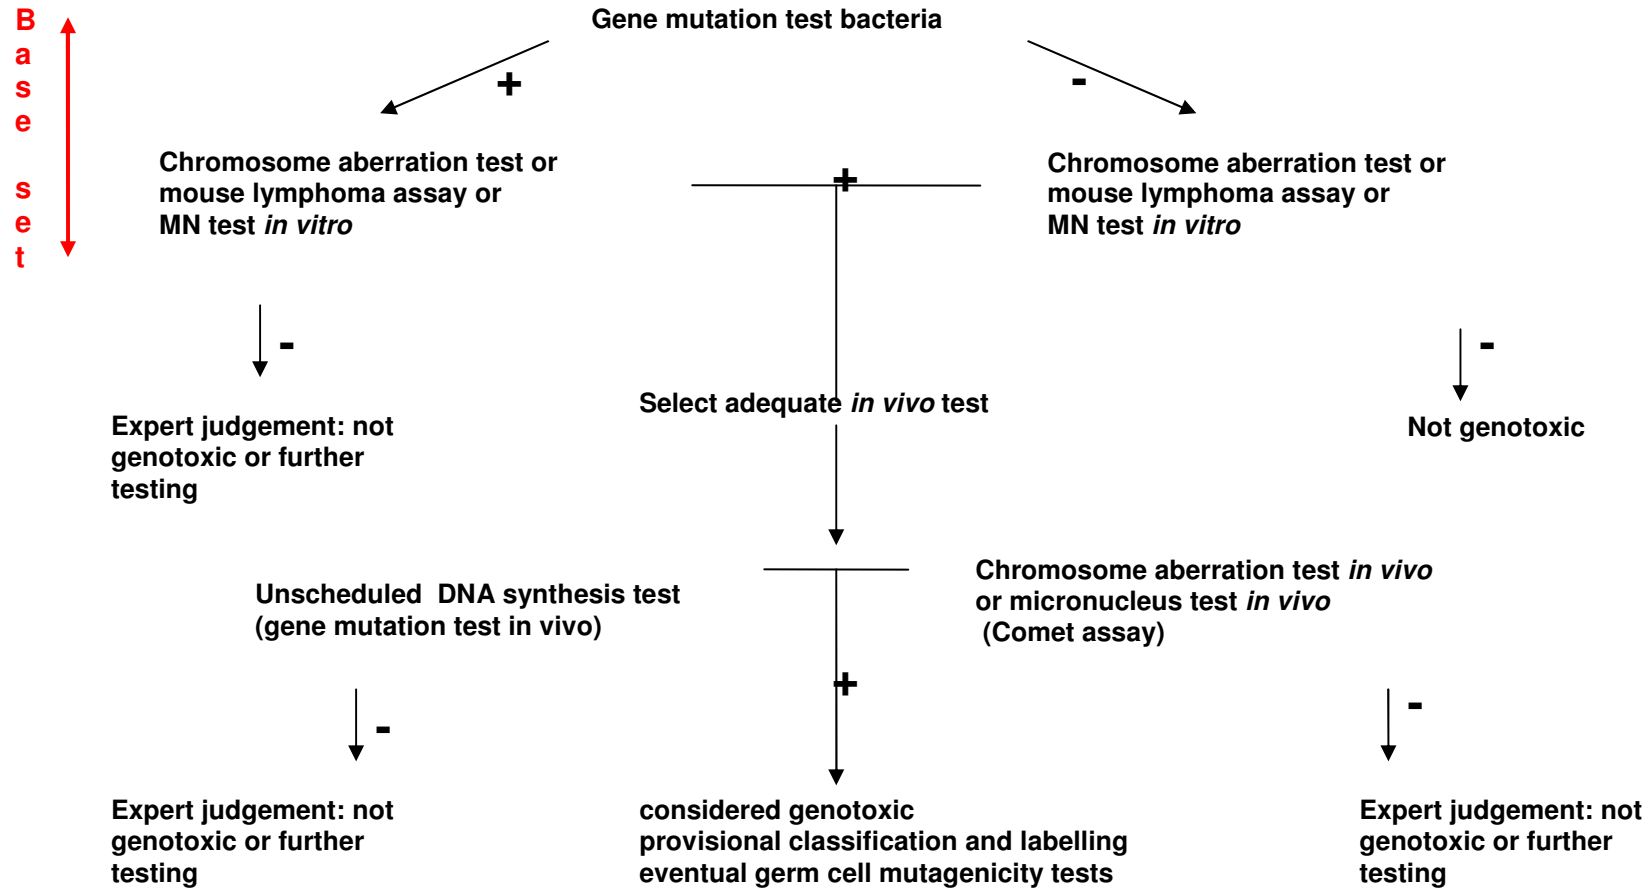 Base set
Gene mutation test bacteria
+
-
Chromosome aberration test or
mouse lymphoma assay or
MN test in vitro
+
Chromosome aberration test or
mouse lymphoma assay or
MN test in vitro
-
-
Expert judgement: not
genotoxic or further
testing
Select adequate in vivo test
Not genotoxic
Unscheduled DNA synthesis test
(gene mutation test in vivo)
Chromosome aberration test in vivo
or micronucleus test in vivo
(Comet assay)
-
+
-
Expert judgement: not
genotoxic or further
testing
considered genotoxic
provisional classification and labelling
eventual germ cell mutagenicity tests
Expert judgement: not
genotoxic or further
testing